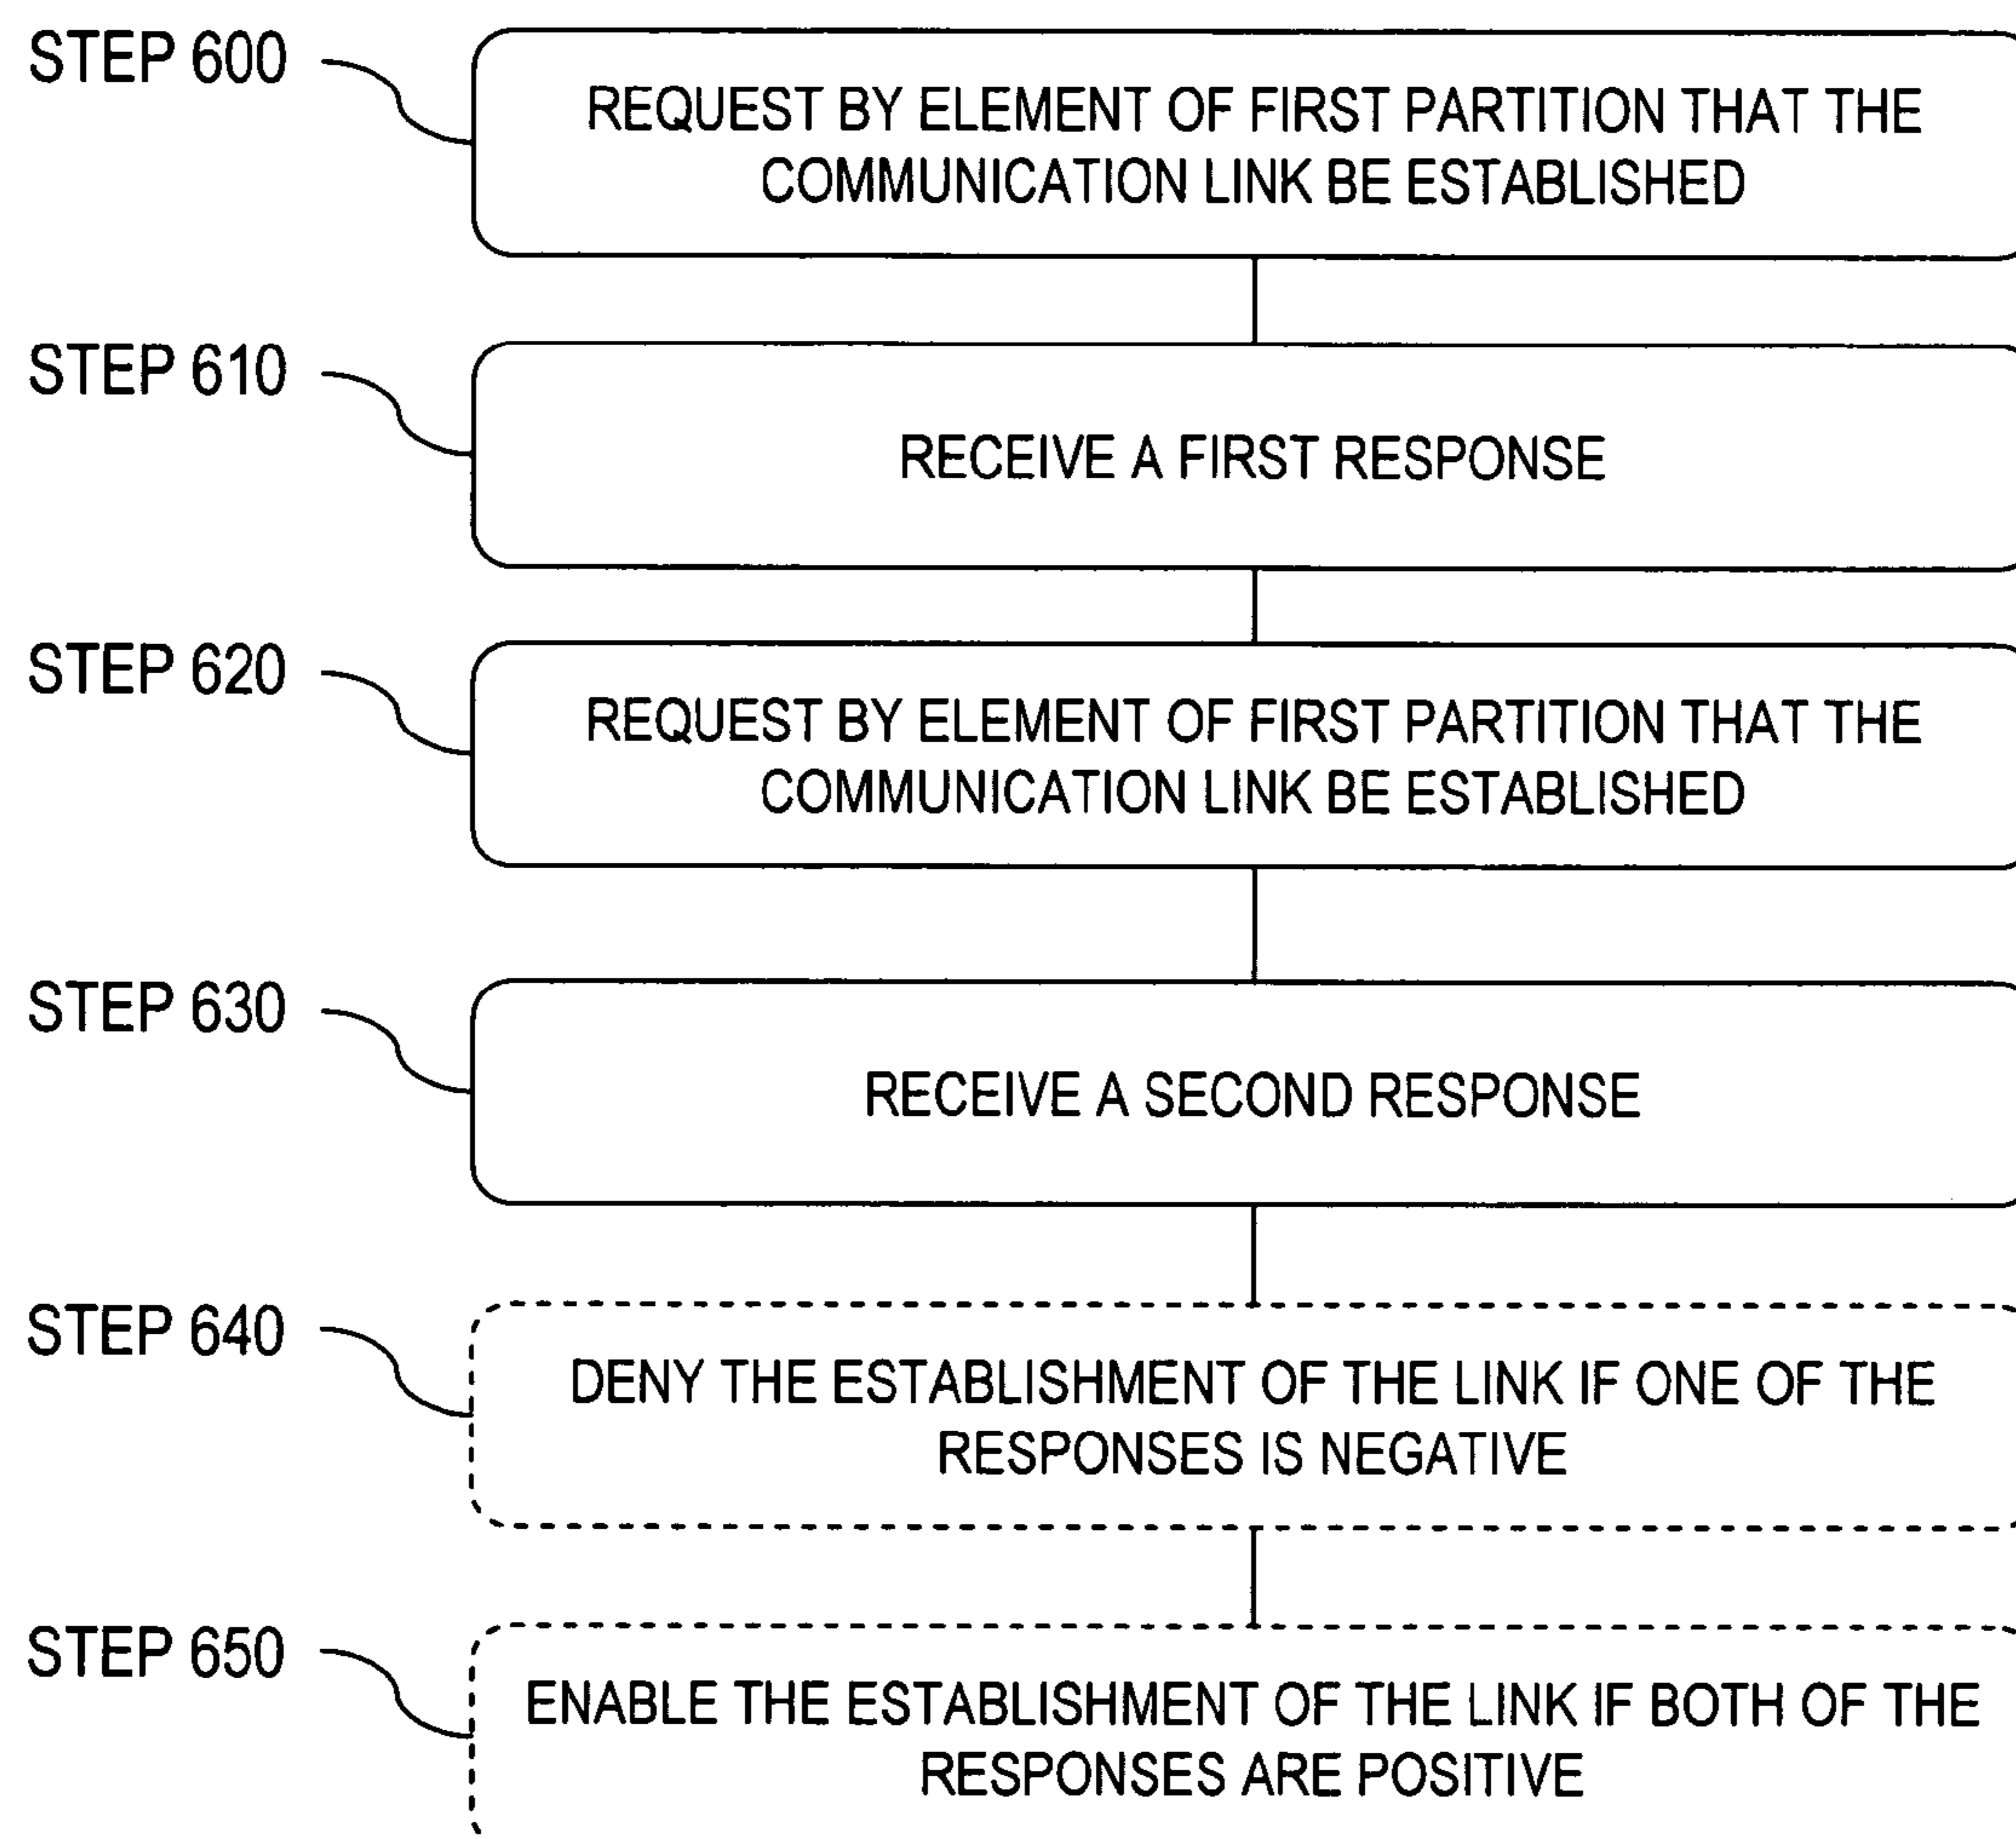 STEP 600
REQUEST BY ELEMENT OF FIRST PARTITION THAT THE
COMMUNICATION LINK BE ESTABLISHED
STEP 610
RECEIVE A FIRST RESPONSE
STEP 620
REQUEST BY ELEMENT OF FIRST PARTITION THAT THE
COMMUNICATION LINK BE ESTABLISHED
STEP 630
RECEIVE A SECOND RESPONSE
STEP 640
DENY THE ESTABLISHMENT OF THE LINK IF ONE OF THE
RESPONSES IS NEGATIVE
STEP 650
ENABLE THE ESTABLISHMENT OF THE LINK IF BOTH OF THE
RESPONSES ARE POSITIVE